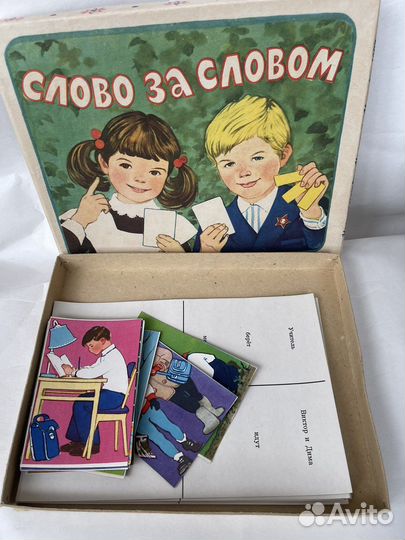 СЛОВО ЗА СЛОВОМ
учитель
берёт
Виктор и Дима
идут
Avito